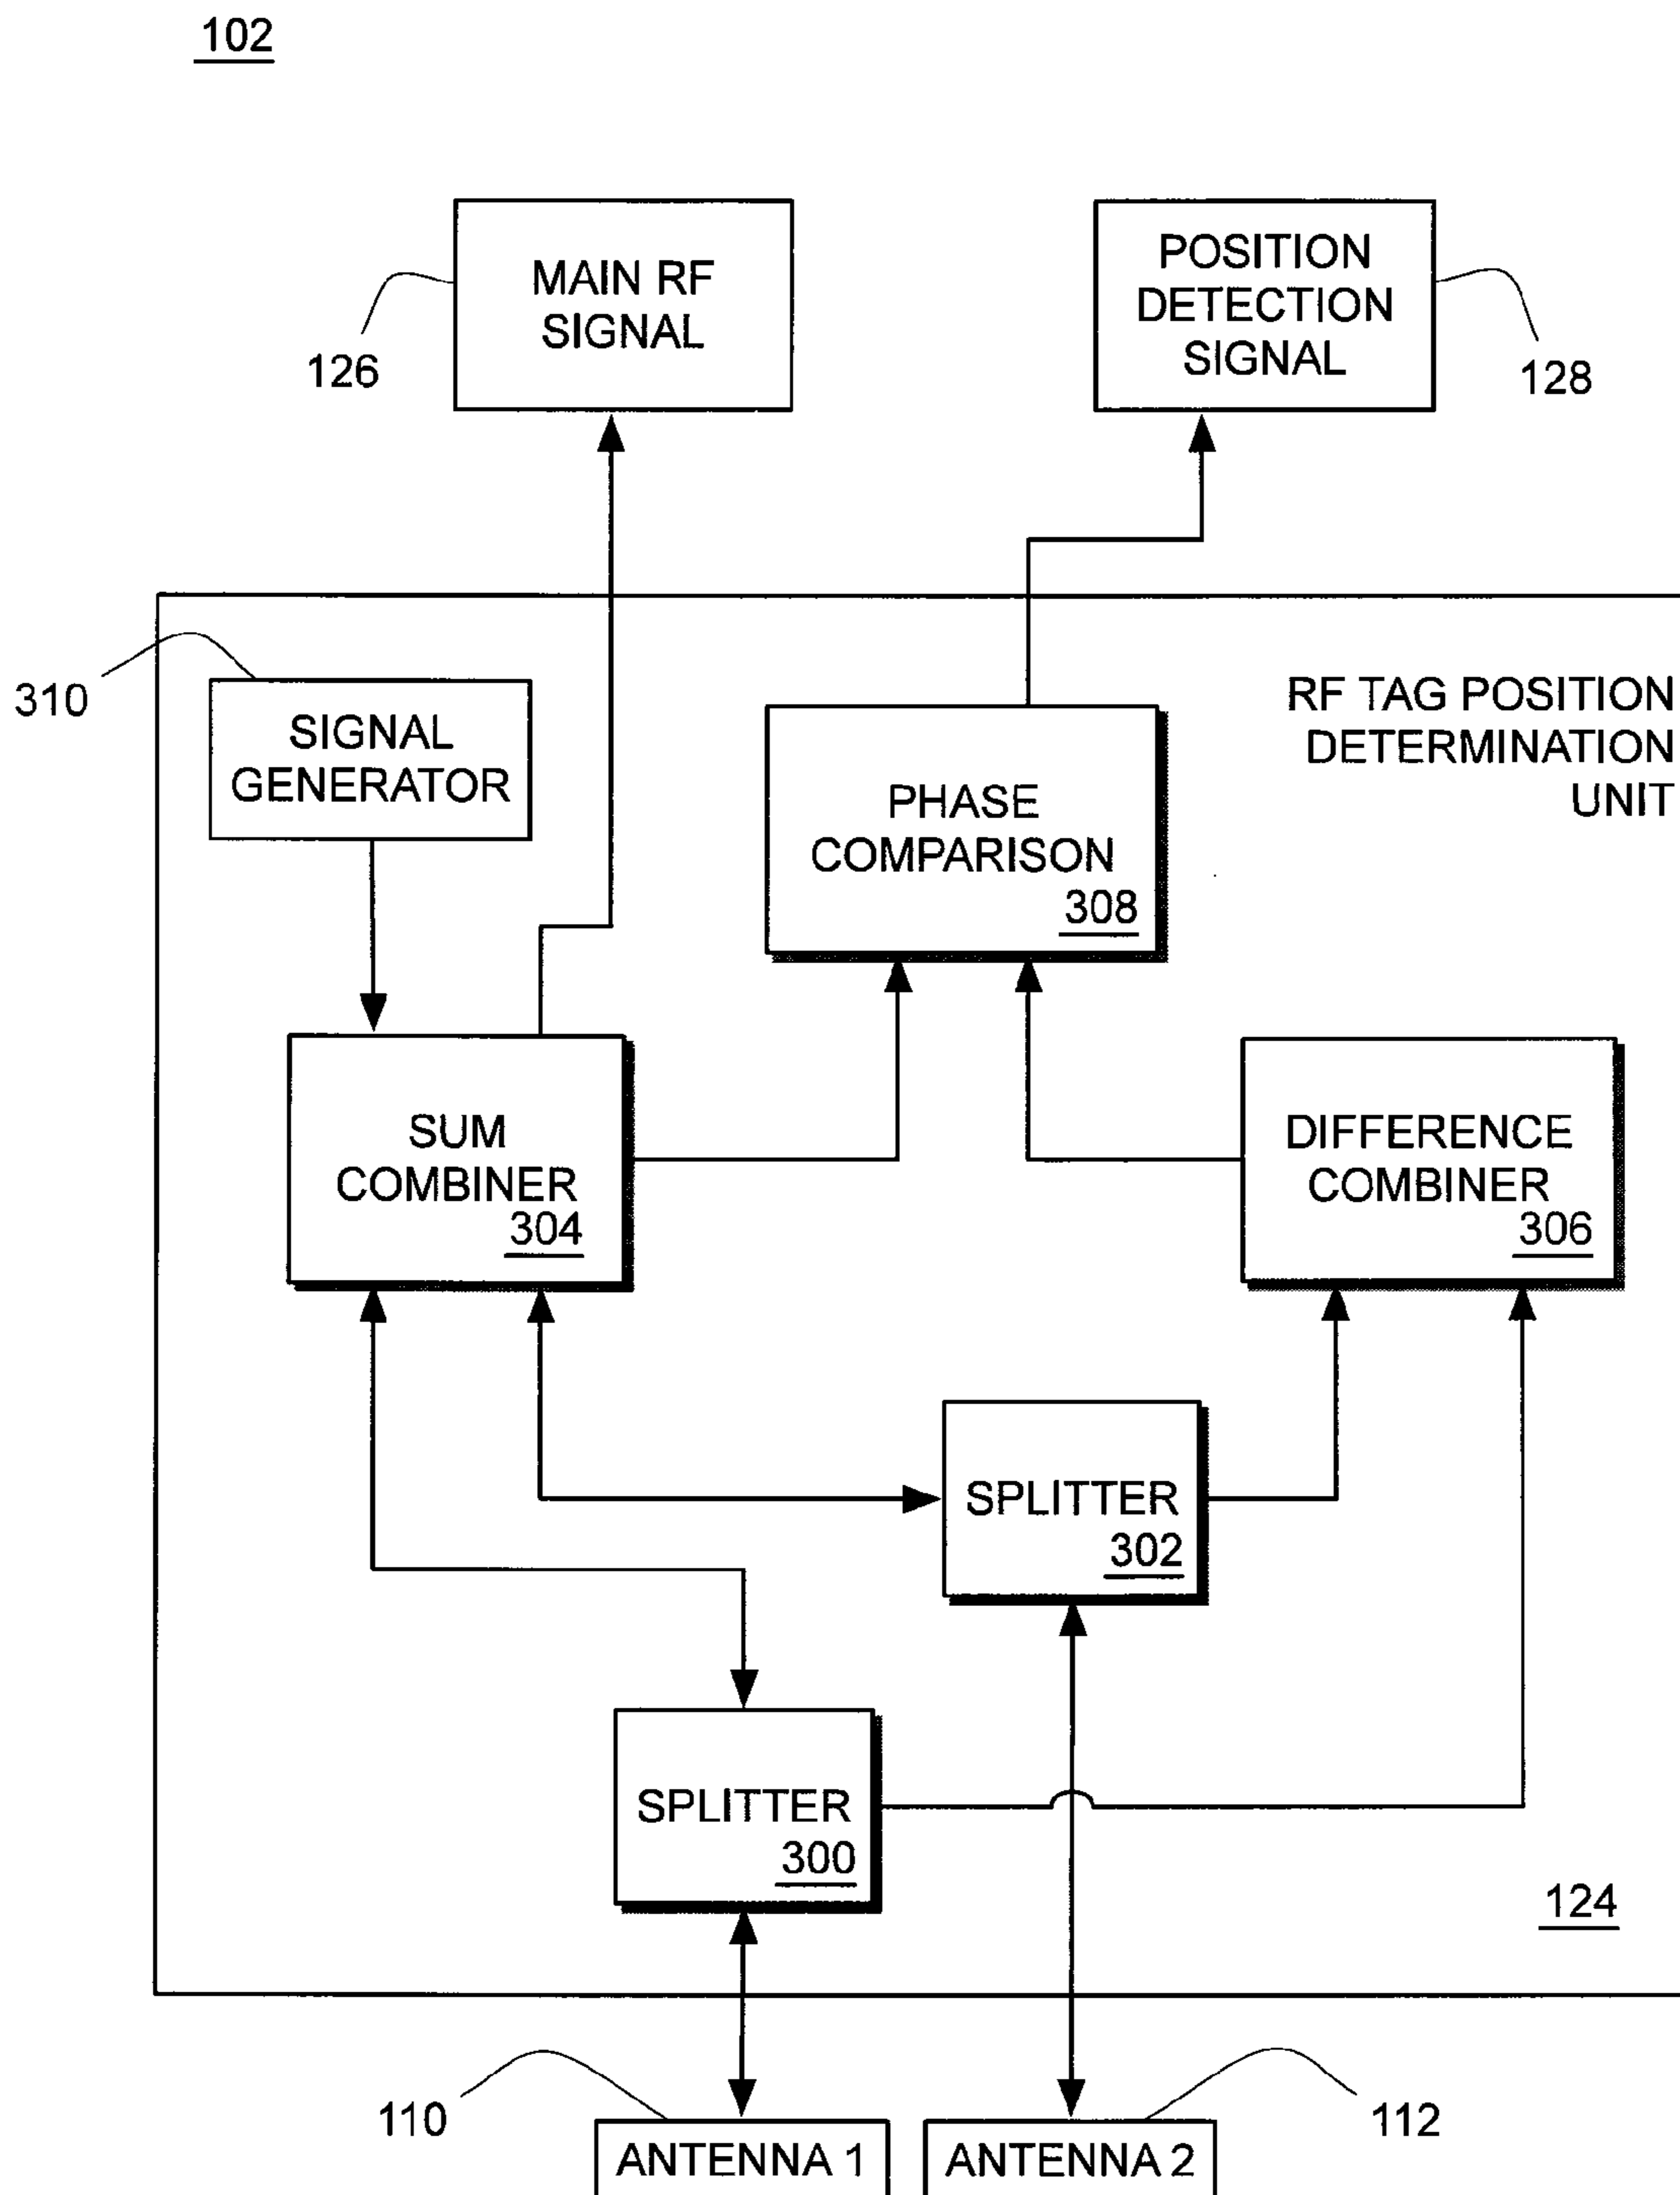 102
MAIN RF
SIGNAL
126
POSITION
DETECTION
SIGNAL
128
310
SIGNAL
GENERATOR
RF TAG POSITION
DETERMINATION
UNIT
PHASE
COMPARISON
308
SUM
COMBINER
304
DIFFERENCE
COMBINER
306
SPLITTER
302
SPLITTER
300
124
110
112
ANTENNA 1
ANTENNA 2